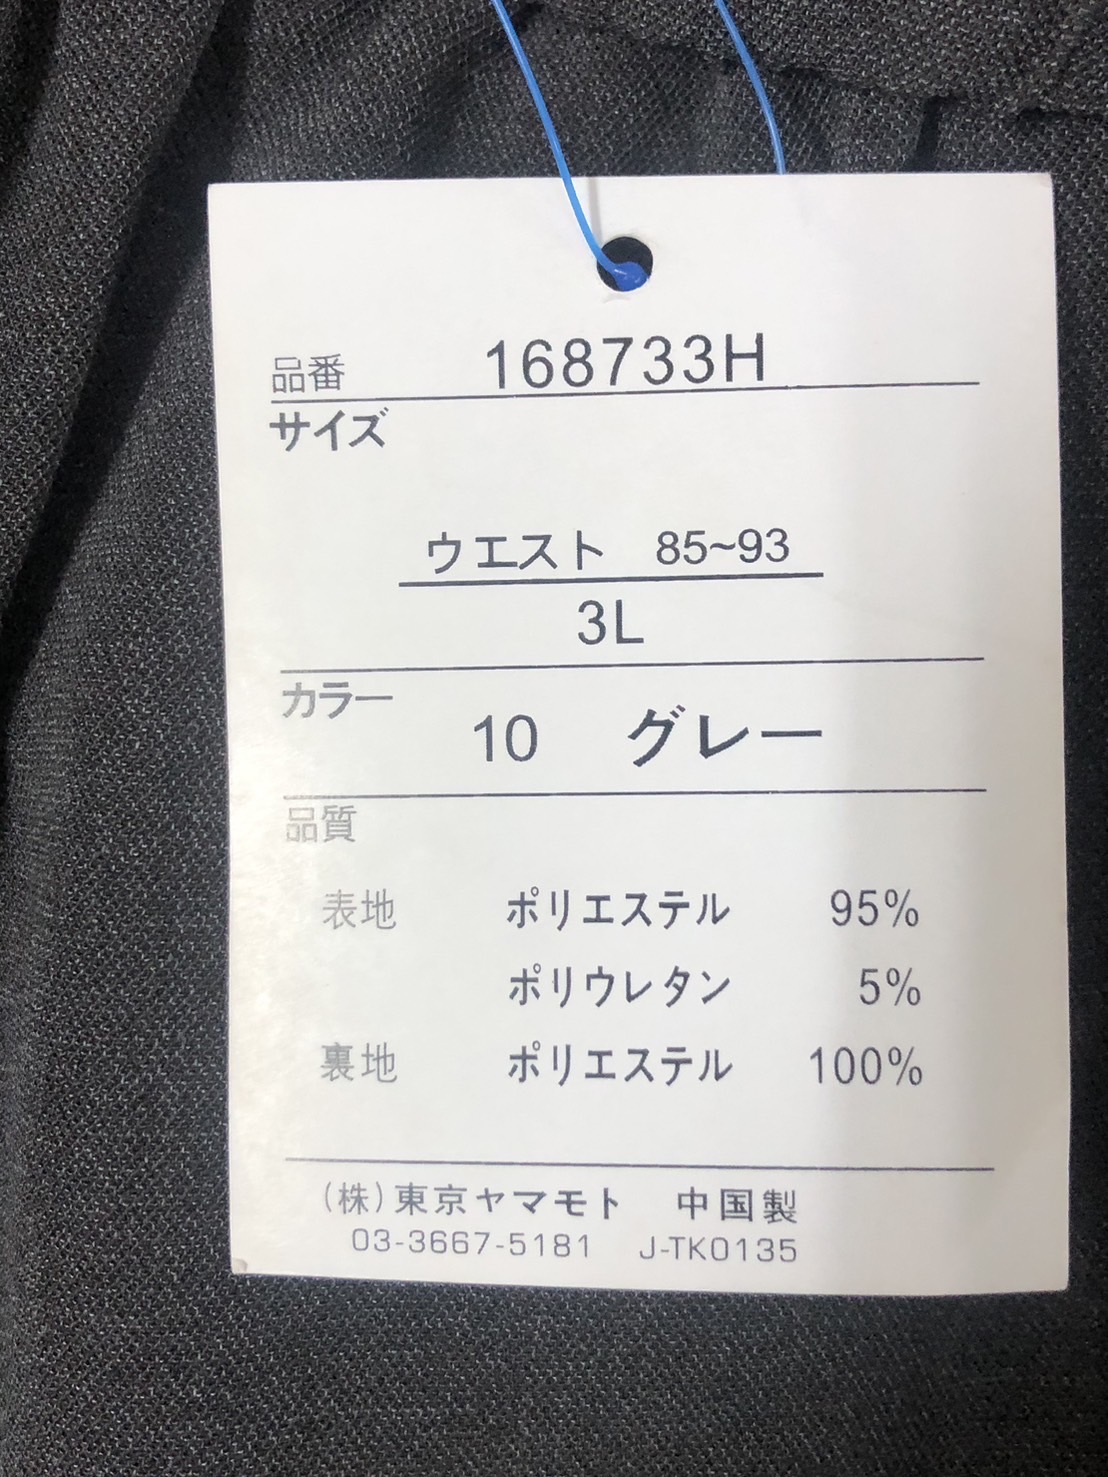 品番 168733H
サイズ
ウエスト 85~93
3L
カラー
10 グレー
品質
表地 ポリエステル 95%
ポリウレタン 5%
裏地 ポリエステル 100%
(株)東京ヤマモト 中国製
03-3667-5181 J-TK0135